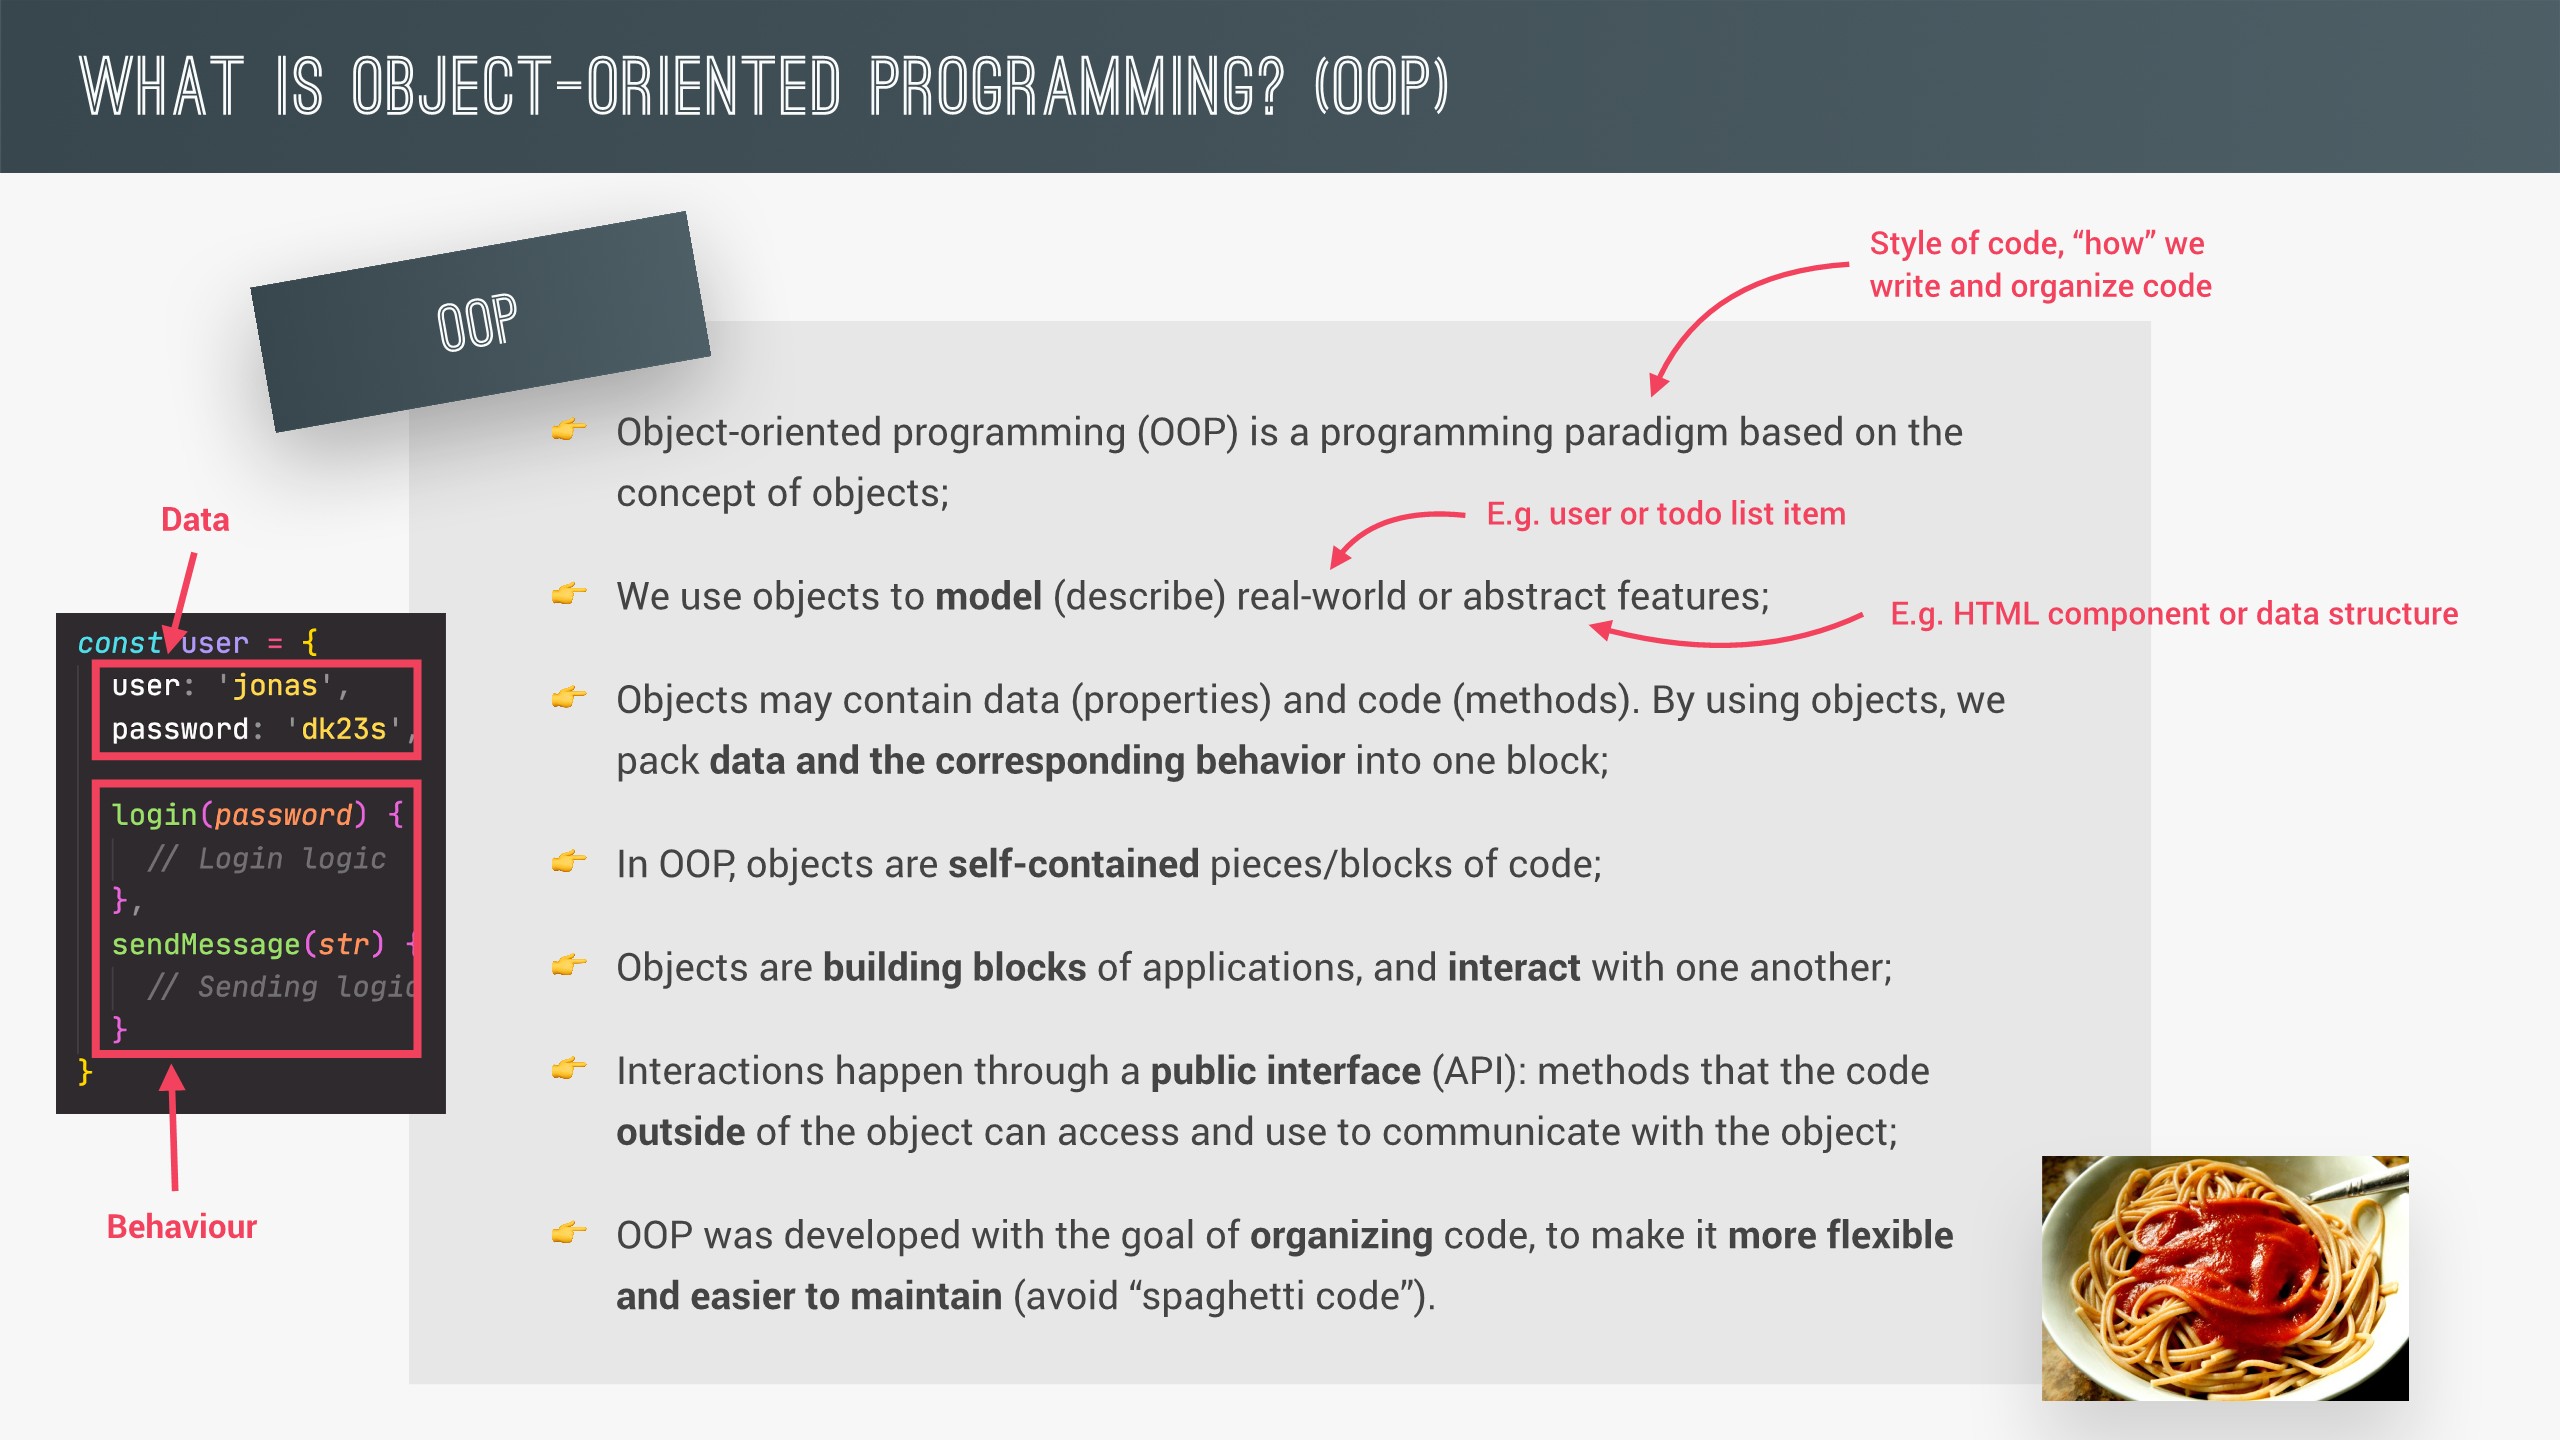 WHAT IS OBJECT-ORIENTED PROGRAMMING? (OOP)
OOP
Style of code, “how” we
write and organize code
👉 Object-oriented programming (OOP) is a programming paradigm based on the
concept of objects;
E.g. user or todo list item
👉 We use objects to model (describe) real-world or abstract features;
E.g. HTML component or data structure
👉 Objects may contain data (properties) and code (methods). By using objects, we
pack data and the corresponding behavior into one block;
👉 In OOP, objects are self-contained pieces/blocks of code;
👉 Objects are building blocks of applications, and interact with one another;
👉 Interactions happen through a public interface (API): methods that the code
outside of the object can access and use to communicate with the object;
👉 OOP was developed with the goal of organizing code, to make it more flexible
and easier to maintain (avoid “spaghetti code”).
Data
const user = {
user: 'jonas',
password: 'dk23s',
login(password) {
// Login logic
},
sendMessage(str) {
// Sending logic
}
}
Behaviour